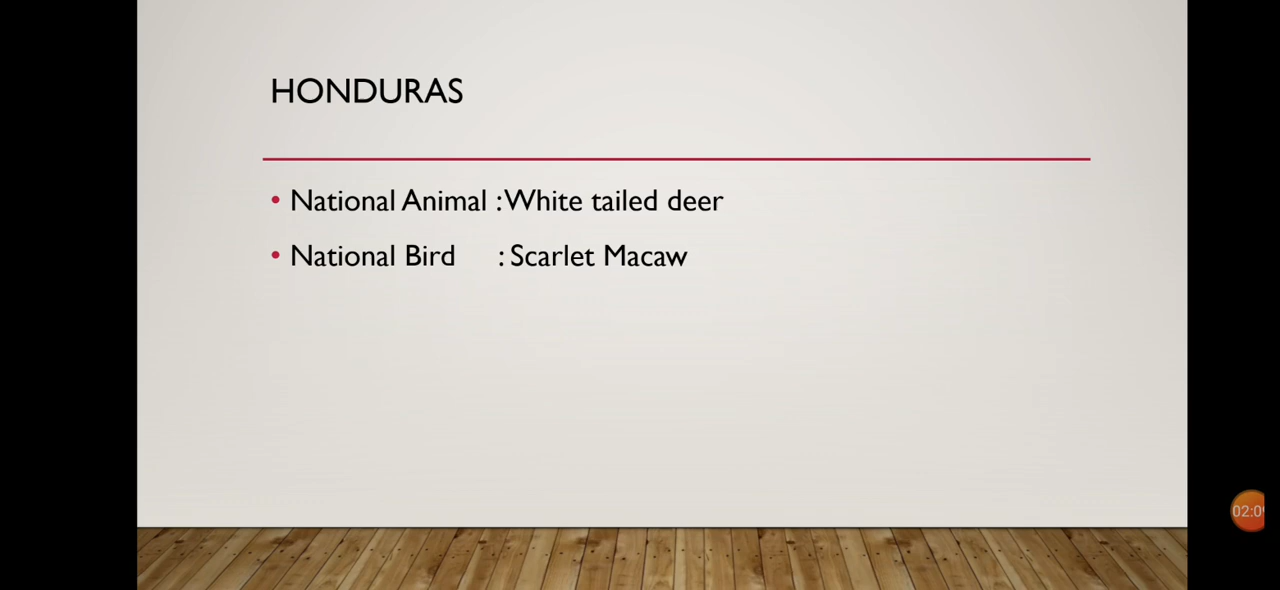 HONDURAS
• National Animal : White tailed deer
• National Bird : Scarlet Macaw